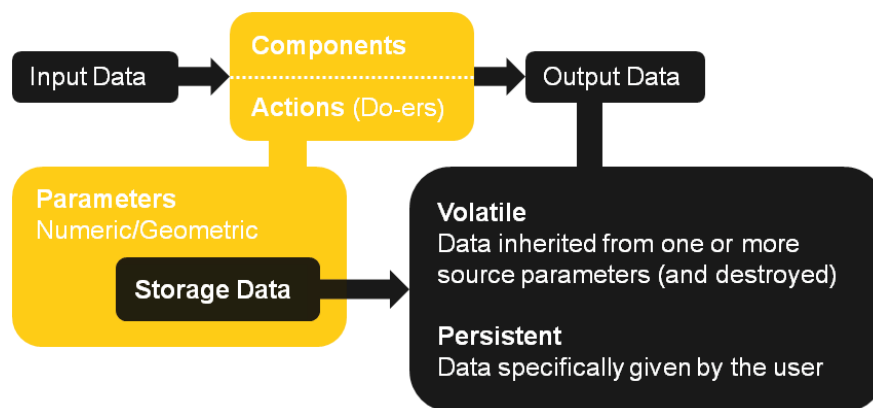 Input Data
Components
Actions (Do-ers)
Output Data
Parameters
Numeric/Geometric
Storage Data
Volatile
Data inherited from one or more
source parameters (and destroyed)
Persistent
Data specifically given by the user